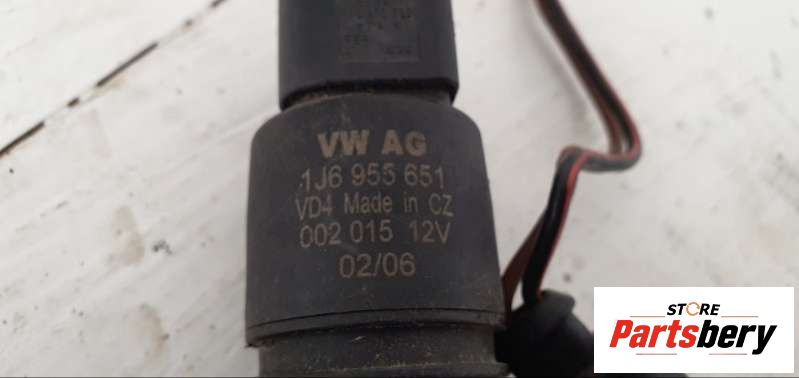 VW AG
1J6 955 651
VD4 Made in CZ
002 015 12V
02/06
STORE
Partsbery